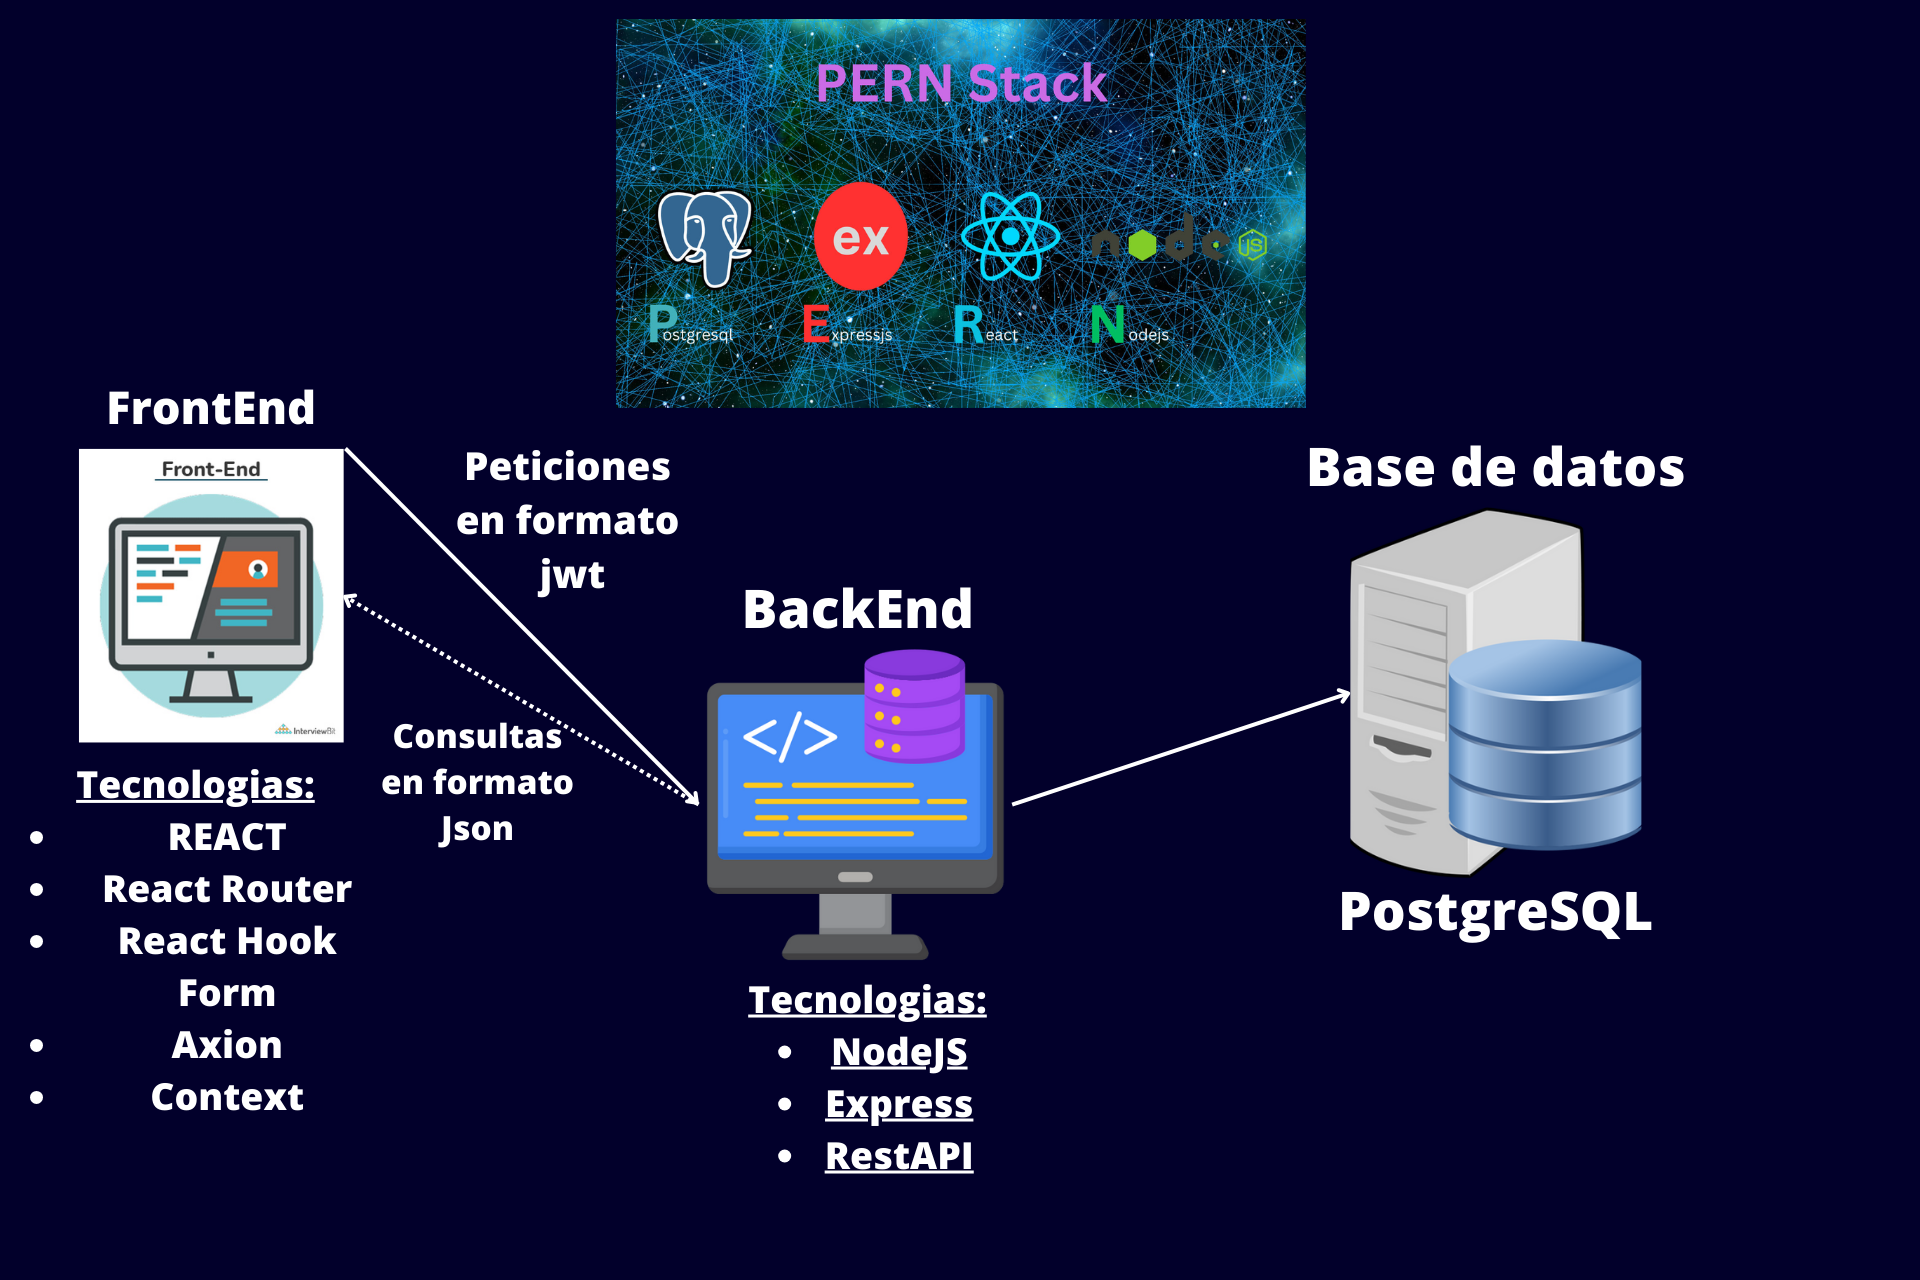 PERN Stack
ex
node
JS
Postgresql
Expressjs
React
Nodejs
FrontEnd
Front-End
InterviewBit
Tecnologias:
• REACT
• React Router
• React Hook
Form
• Axion
• Context
Peticiones
en formato
jwt
Consultas
en formato
Json
BackEnd
</>
Tecnologias:
• NodeJS
• Express
• RestAPI
Base de datos
PostgreSQL